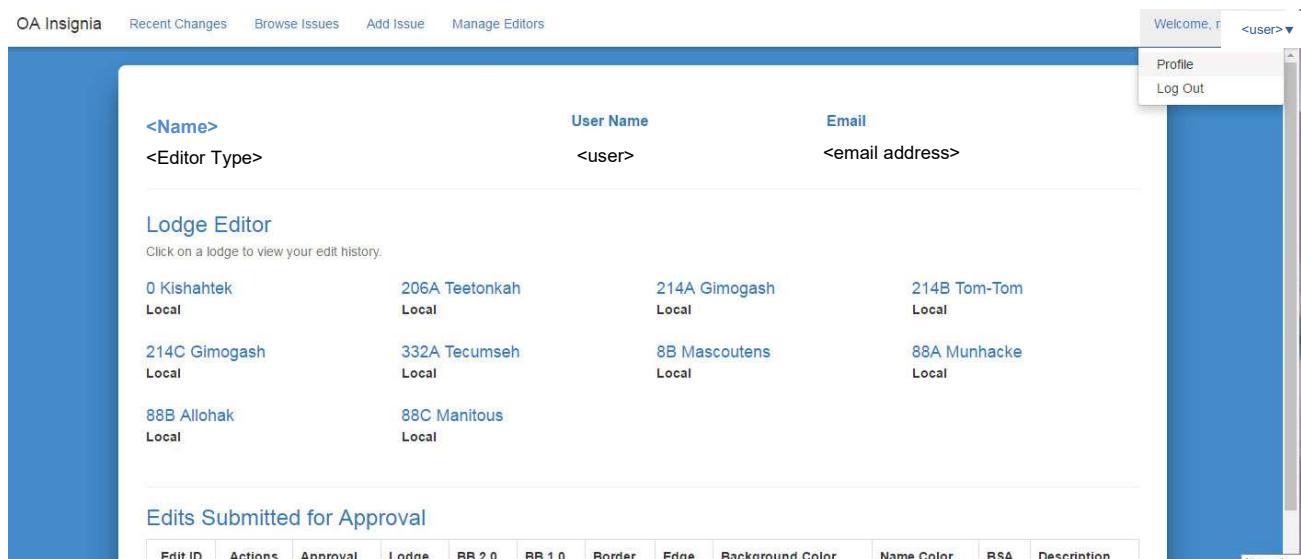 OA Insignia Recent Changes Browse Issues Add Issue Manage Editors Welcome, r <user>▼
Profile
Log Out
<Name> User Name Email
<Editor Type> <user> <email address>
Lodge Editor
Click on a lodge to view your edit history.
0 Kishahtek 206A Teetonkah 214A Gimogash 214B Tom-Tom
Local Local Local Local
214C Gimogash 332A Tecumseh 8B Mascoutens 88A Munhacke
Local Local Local Local
88B Allohak 88C Manitous
Local Local
Edits Submitted for Approval
Edit ID Actions Approval Lodge BB 2.0 BB 1.0 Border Edge Background Color Name Color BSA Description